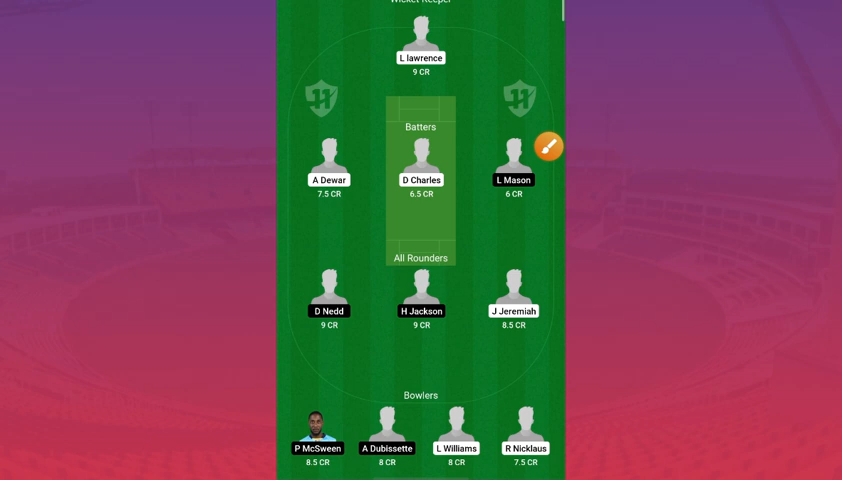 Wicket Keeper
L lawrence
9 CR
Batters
A Dewar
D Charles
L Mason
7.5 CR
6.5 CR
6 CR
All Rounders
D Nedd
H Jackson
J Jeremiah
9 CR
9 CR
8.5 CR
Bowlers
P McSween
A Dubissette
L Williams
R Nicklaus
8.5 CR
8 CR
8 CR
7.5 CR